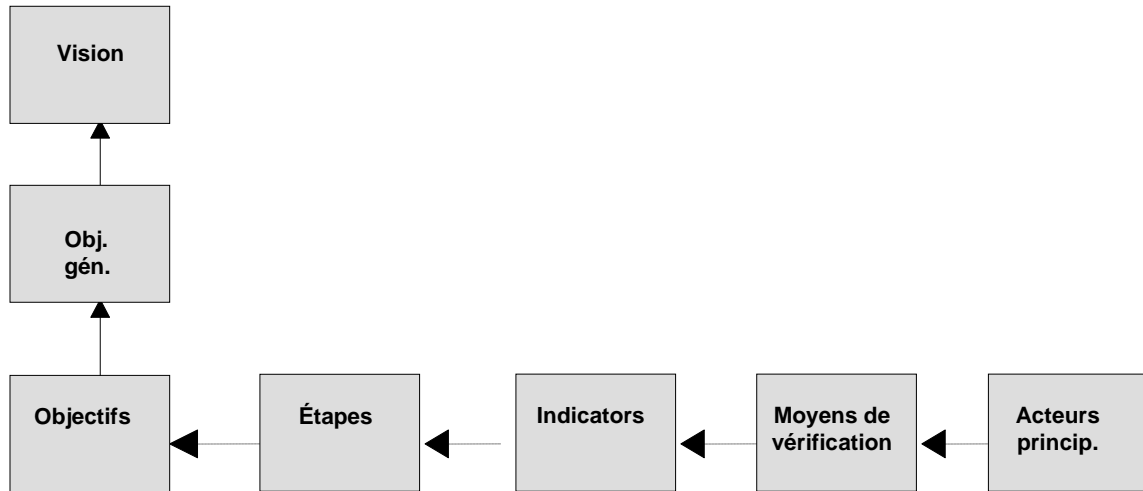 Vision
Obj.
gén.
Objectifs
Étapes
Indicators
Moyens de
vérification
Acteurs
princip.